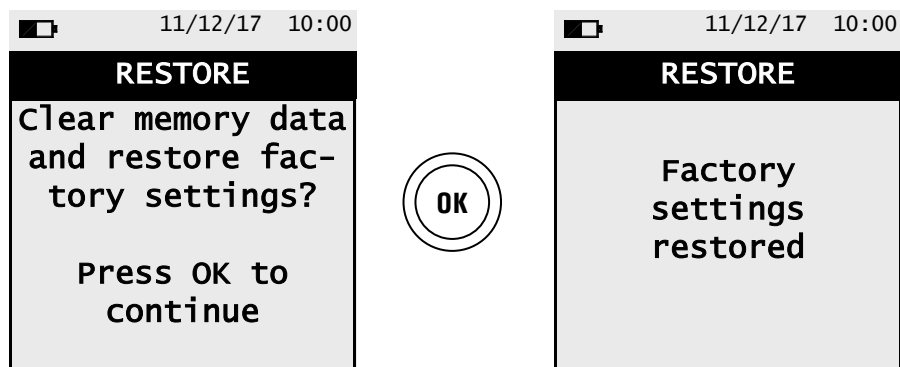 11/12/17 10:00
RESTORE
Clear memory data
and restore fac-
tory settings?
Press OK to
continue
OK
11/12/17 10:00
RESTORE
Factory
settings
restored